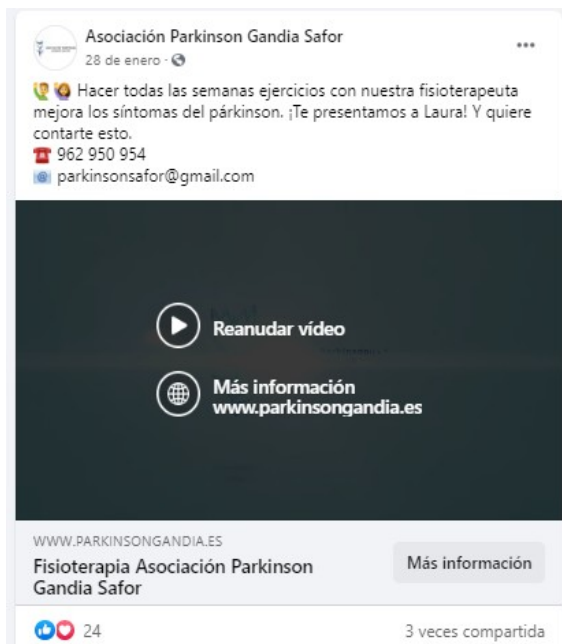 Asociación Parkinson Gandia Safor
28 de enero ·
Hacer todas las semanas ejercicios con nuestra fisioterapeuta
mejora los síntomas del párkinson. ¡Te presentamos a Laura! Y quiere
contarte esto.
962 950 954
parkinsonsafor@gmail.com
Reanudar vídeo
Más información
www.parkinsongandia.es
WWW.PARKINSONGANDIA.ES
Fisioterapia Asociación Parkinson
Gandia Safor
Más información
24
3 veces compartida